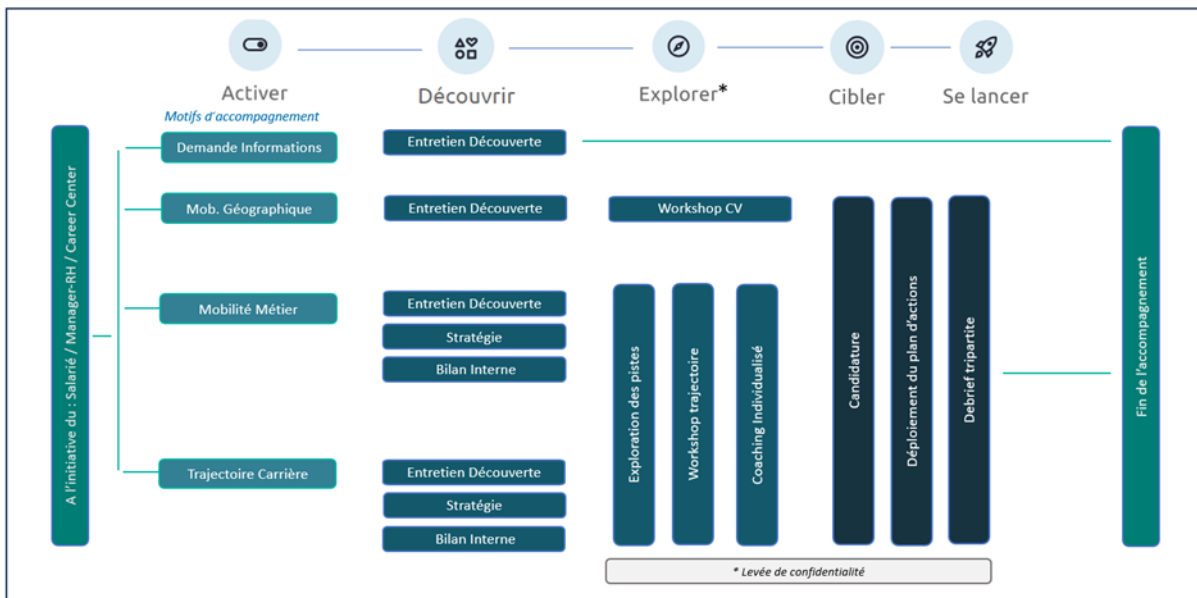 Activer
Découvrir
Explorer*
Cibler
Se lancer
Motifs d'accompagnement
A l'initiative du : Salarié / Manager-RH / Career Center
Demande Informations
Entretien Découverte
Mob. Géographique
Entretien Découverte
Workshop CV
Mobilité Métier
Entretien Découverte
Stratégie
Bilan Interne
Trajectoire Carrière
Entretien Découverte
Stratégie
Bilan Interne
Exploration des pistes
Workshop trajectoire
Coaching Individualisé
Candidature
Déploiement du plan d'actions
Debrief tripartite
Fin de l'accompagnement
* Levée de confidentialité